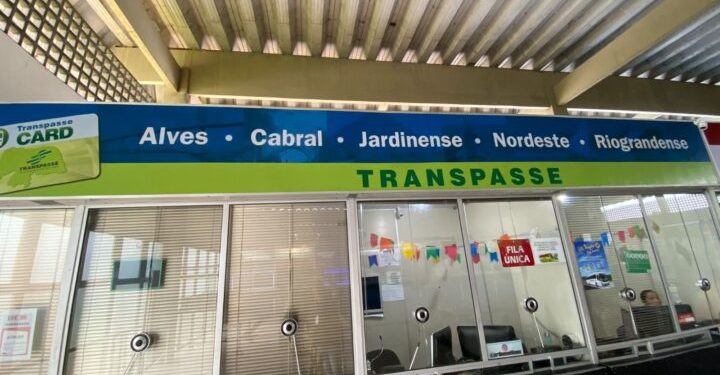 Transpasse
CARD
TRANSPASSE
Alves • Cabral • Jardinense • Nordeste • Riograndense
TRANSPASSE
FILA
ÚNICA